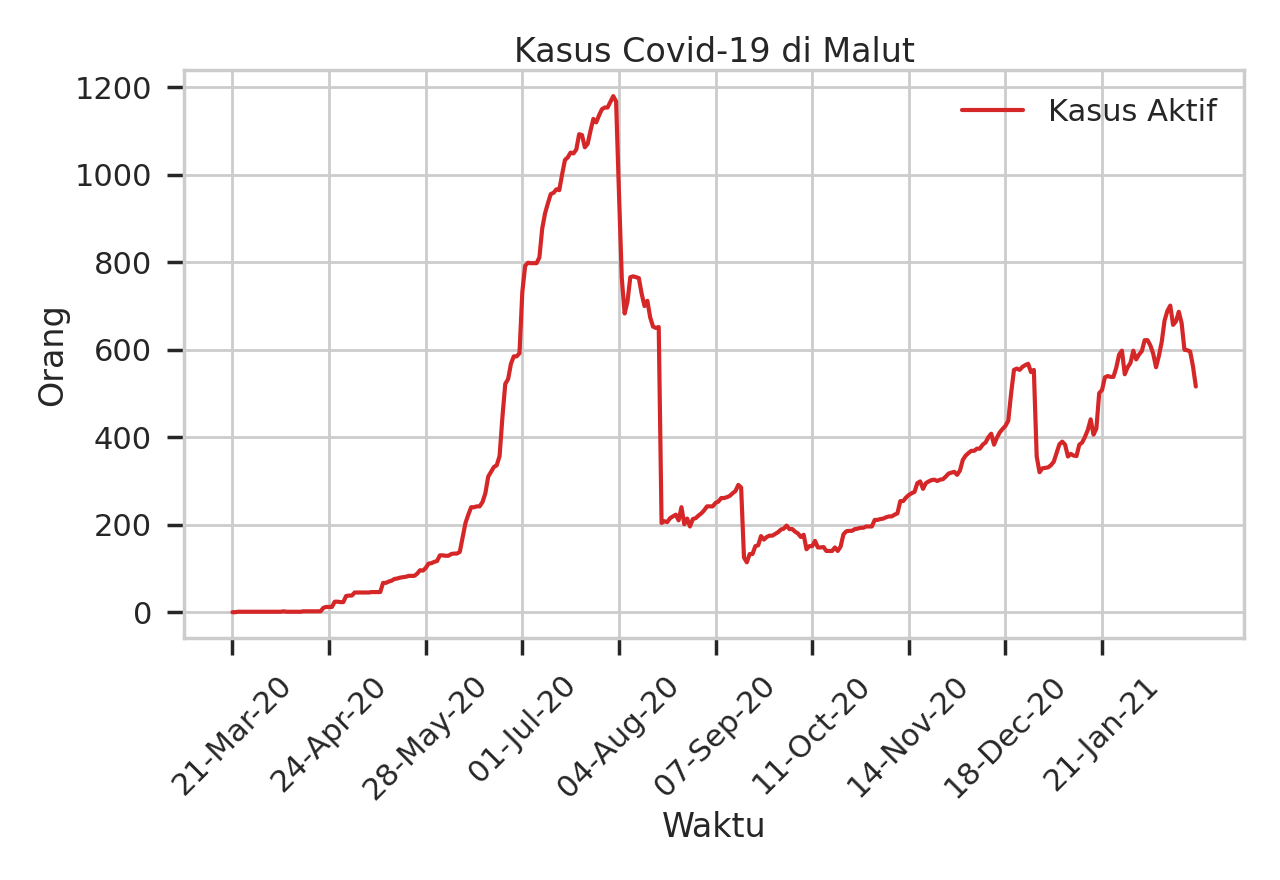 Kasus Covid-19 di Malut
Kasus Aktif
1200
1000
800
600
400
200
0
Orang
21-Mar-20
24-Apr-20
28-May-20
01-Jul-20
04-Aug-20
07-Sep-20
11-Oct-20
14-Nov-20
18-Dec-20
21-Jan-21
Waktu